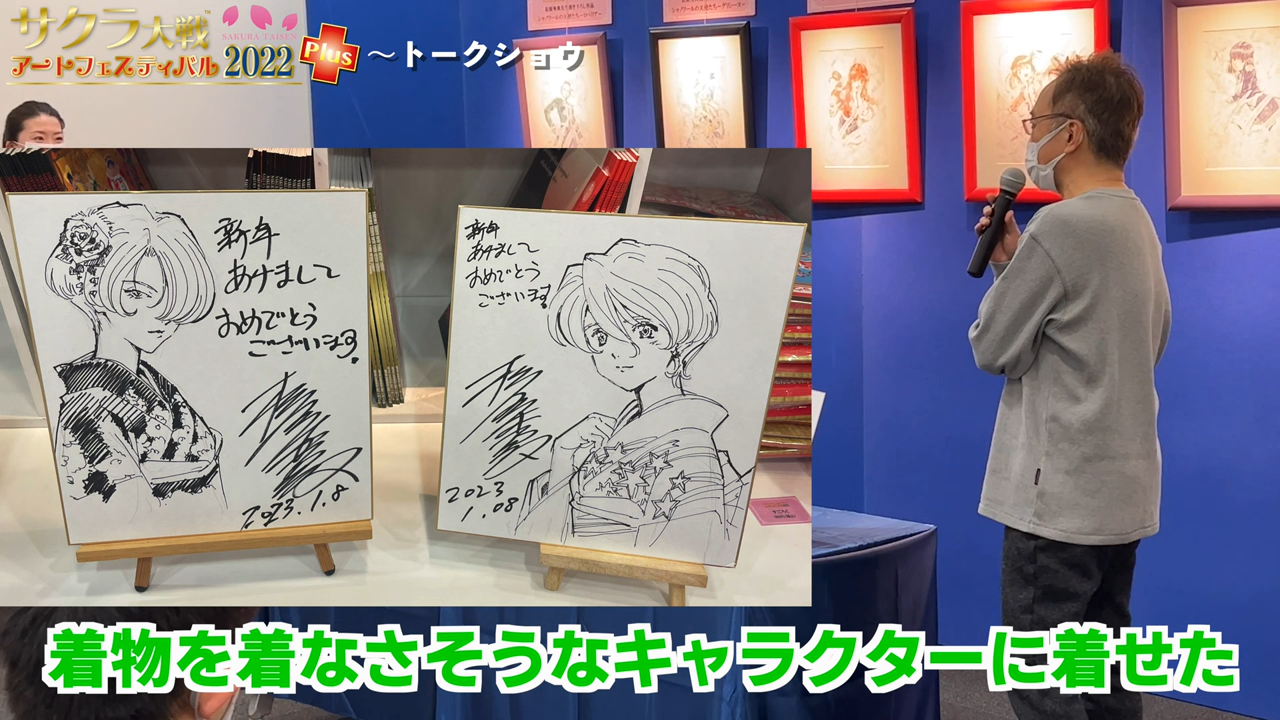 サクラ大戦™
SAKURA TAISEN
アートフェスティバル 2022 Plus ～トークショウ
新年
あけまして
おめでとう
ございます!
2023.1.8
新年
あけまして
おめでとう
ございます!
2023
1.08
着物を着なさそうなキャラクターに着せた